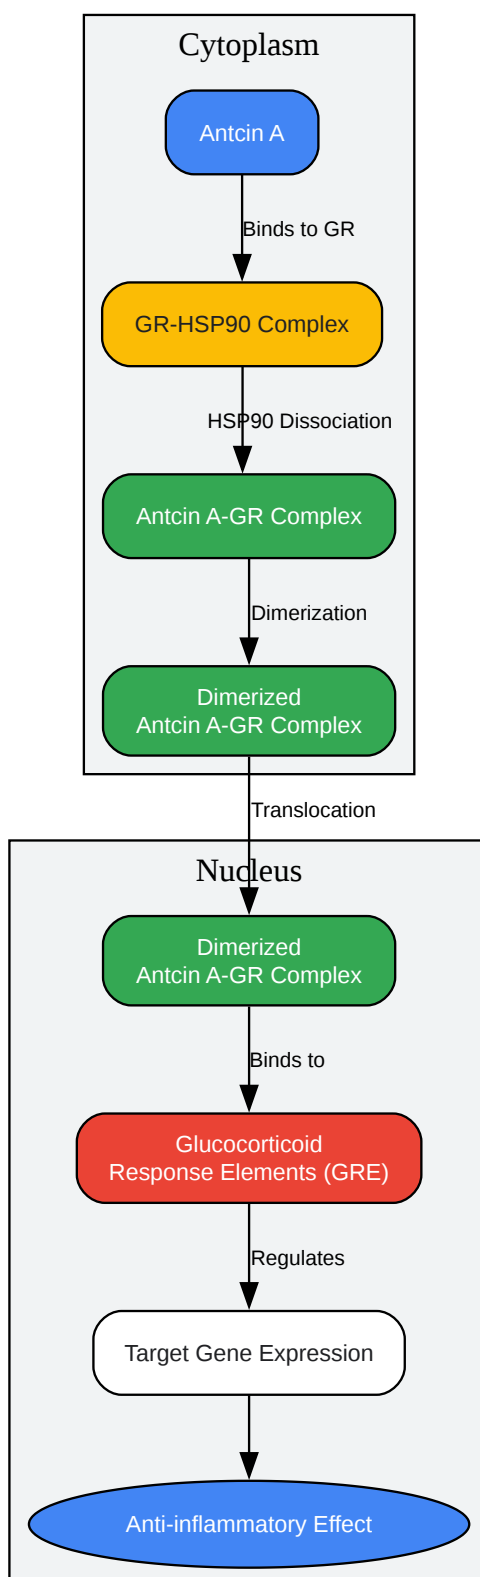 Cytoplasm
Antcin A
Binds to GR
GR-HSP90 Complex
HSP90 Dissociation
Antcin A-GR Complex
Dimerization
Dimerized
Antcin A-GR Complex
Translocation
Nucleus
Dimerized
Antcin A-GR Complex
Binds to
Glucocorticoid
Response Elements (GRE)
Regulates
Target Gene Expression
Anti-inflammatory Effect